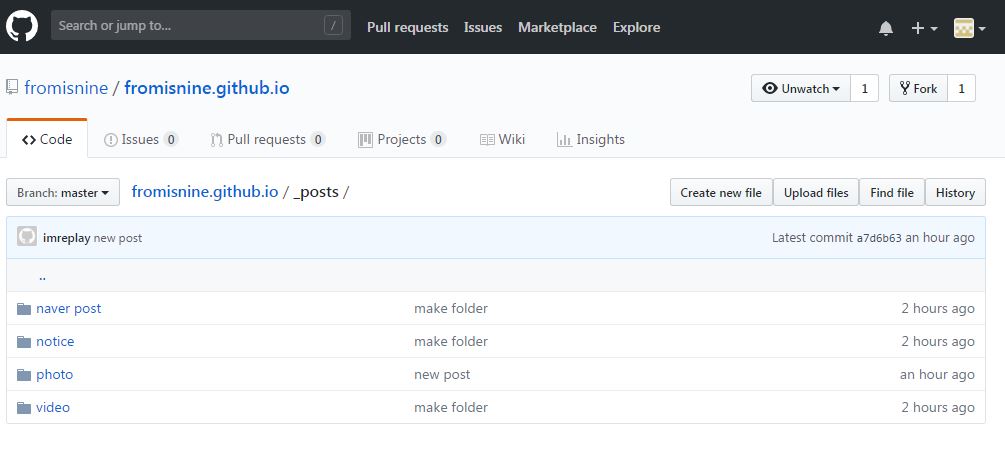 Search or jump to... / Pull requests Issues Marketplace Explore
fromisnine / fromisnine.github.io Unwatch 1 Fork 1
Code Issues 0 Pull requests 0 Projects 0 Wiki Insights
Branch: master fromisnine.github.io / _posts / Create new file Upload files Find file History
imreplay new post Latest commit a7d6b63 an hour ago
..
naver post make folder 2 hours ago
notice make folder 2 hours ago
photo new post an hour ago
video make folder 2 hours ago